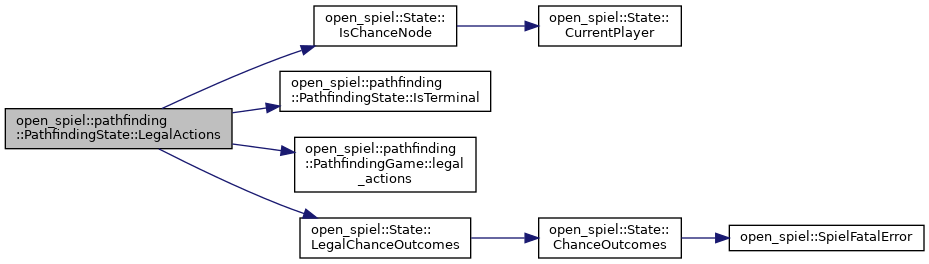 open_spiel::State::
IsChanceNode
open_spiel::State::
CurrentPlayer
open_spiel::pathfinding
::PathfindingState::IsTerminal
open_spiel::pathfinding
::PathfindingState::LegalActions
open_spiel::pathfinding
::PathfindingGame::legal
_actions
open_spiel::State::
LegalChanceOutcomes
open_spiel::State::
ChanceOutcomes
open_spiel::SpielFatalError